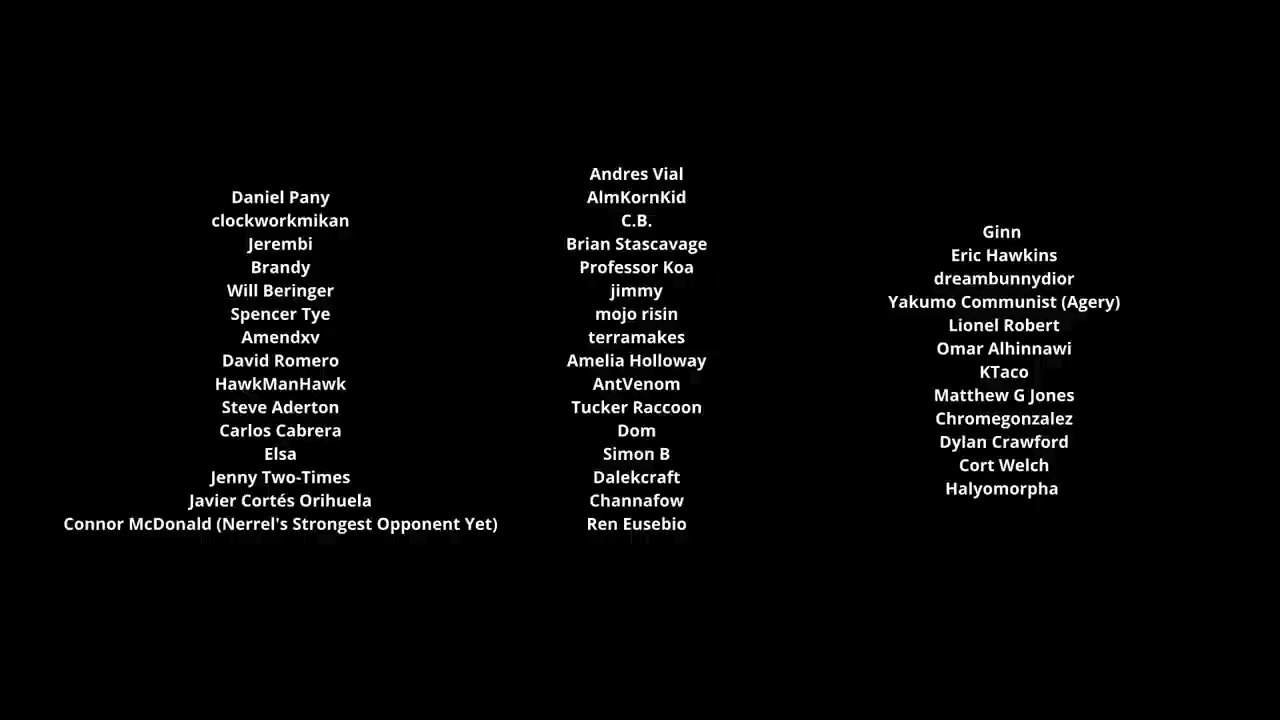 Daniel Pany
clockworkmikan
Jerembi
Brandy
Will Beringer
Spencer Tye
Amendxv
David Romero
HawkManHawk
Steve Aderton
Carlos Cabrera
Elsa
Jenny Two-Times
Javier Cortés Orihuela
Connor McDonald (Nerrel's Strongest Opponent Yet)
Andres Vial
AlmKornKid
C.B.
Brian Stascavage
Professor Koa
jimmy
mojo risin
terramakes
Amelia Holloway
AntVenom
Tucker Raccoon
Dom
Simon B
Dalekcraft
Channafow
Ren Eusebio
Ginn
Eric Hawkins
dreambunnydior
Yakumo Communist (Agery)
Lionel Robert
Omar Alhinnawi
KTaco
Matthew G Jones
Chromegonzalez
Dylan Crawford
Cort Welch
Halyomorpha